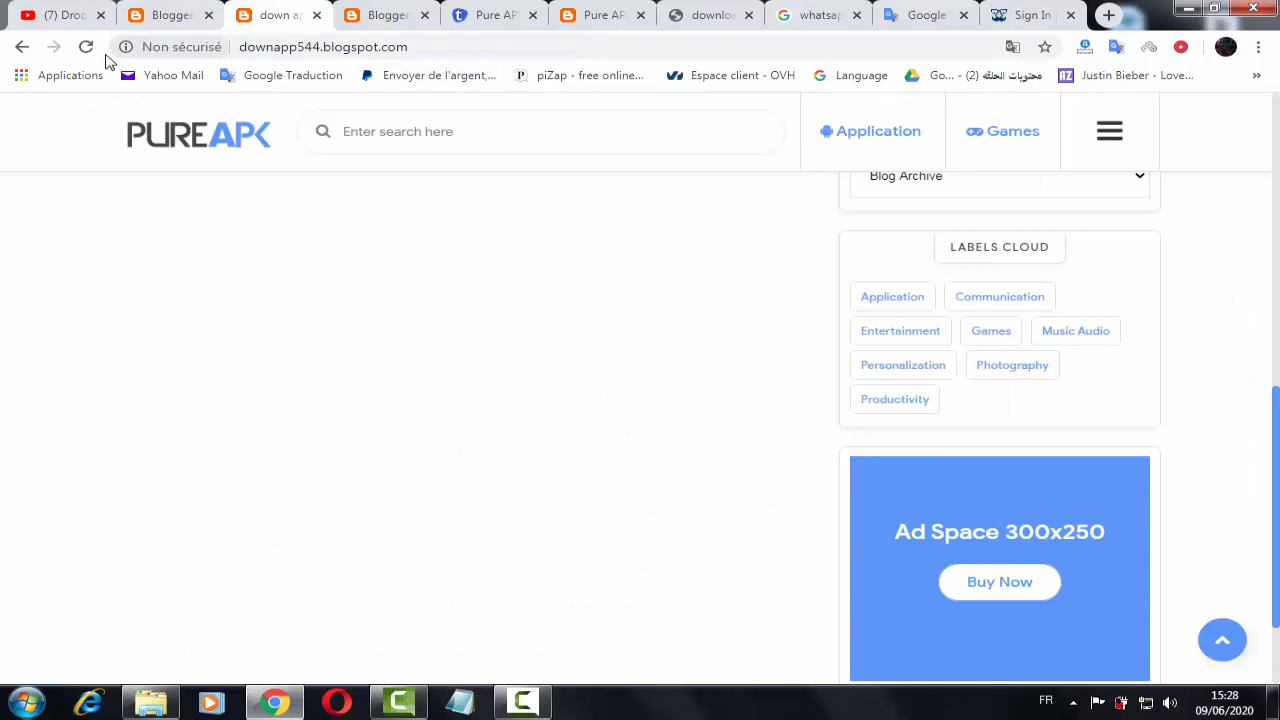 (7) Droc
Blogger
down ap
Blogger
Pure AP
Pure AP
downloa
whatsap
Google
Sign In
Non sécurisé
downapp544.blogspot.com
Applications
Yahoo Mail
Google Traduction
Envoyer de l'argent,...
piZap - free online...
Espace client - OVH
Language
Go... محتويات الحلقة (2)
Justin Bieber - Love...
»
PUREAPK
Enter search here
Application
Games
Blog Archive
LABELS CLOUD
Application
Communication
Entertainment
Games
Music Audio
Personalization
Photography
Productivity
Ad Space 300x250
Buy Now
FR
15:28
09/06/2020